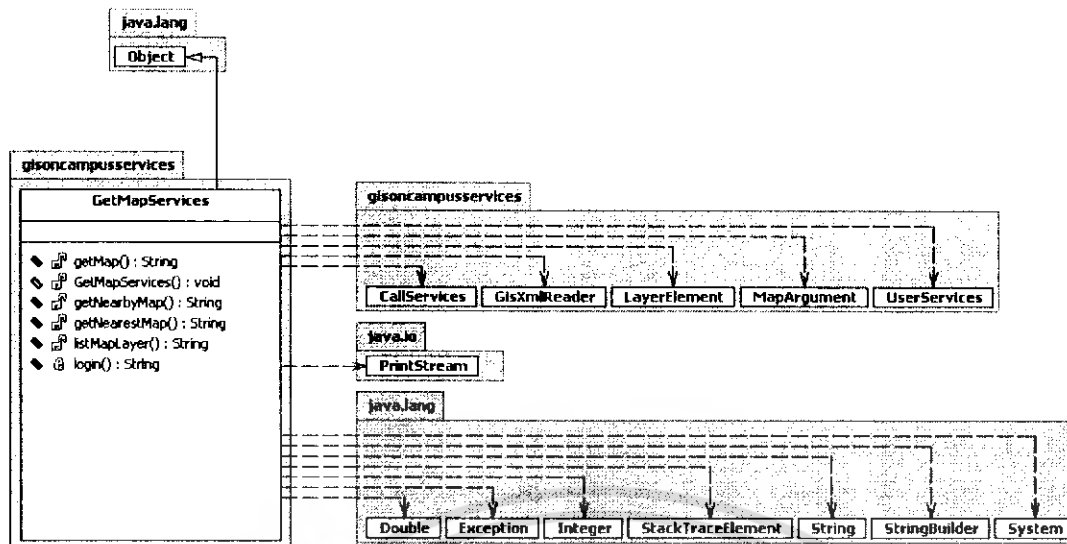 java.lang
Object
gisoncampusservices
GetMapServices
getMap() : String
GetMapServices() : void
getNearbyMap() : String
getNearestMap() : String
listMapLayer() : String
login() : String
gisoncampusservices
CallServices
GisXmlReader
LayerElement
MapArgument
UserServices
java.io
PrintStream
java.lang
Double
Exception
Integer
StackTraceElement
String
StringBuilder
System